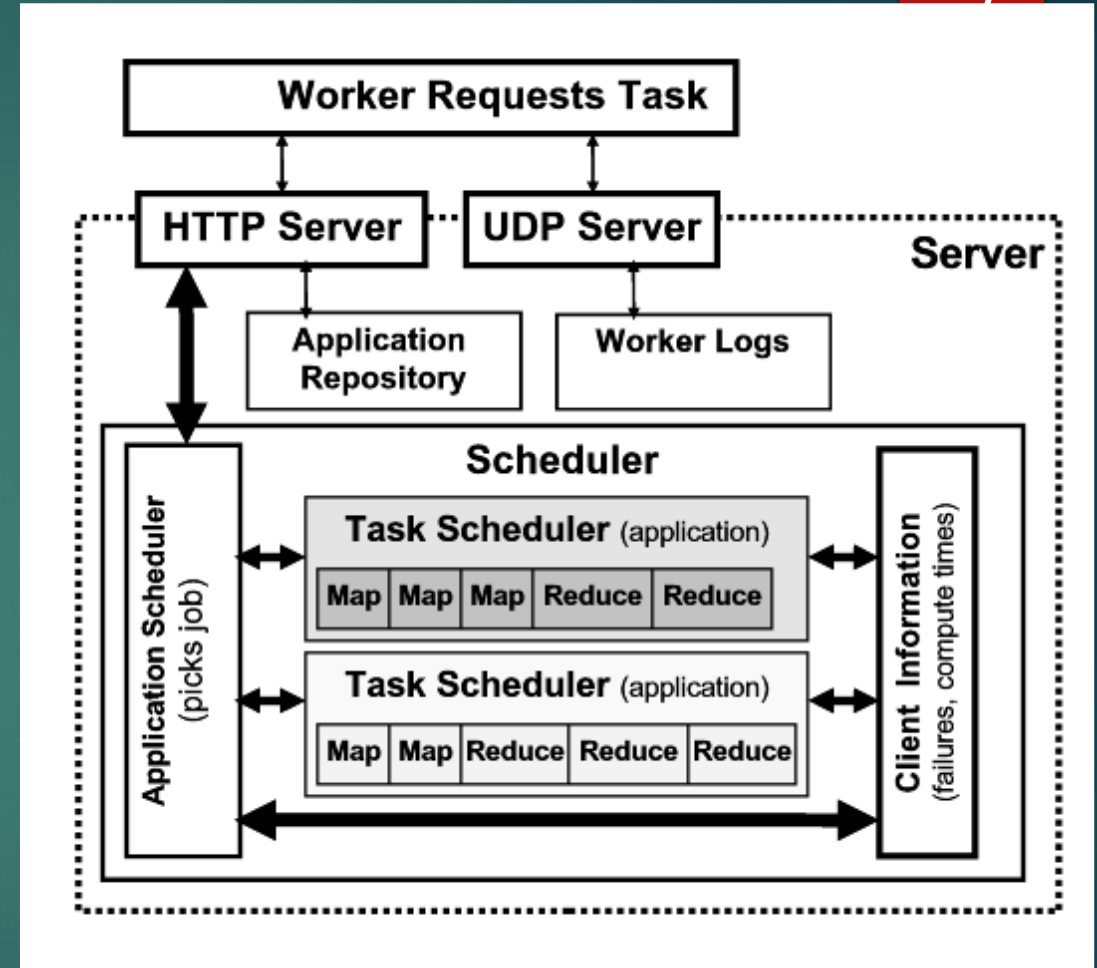 Worker Requests Task
HTTP Server
UDP Server
Server
Application
Repository
Worker Logs
Scheduler
Application Scheduler
(picks job)
Task Scheduler (application)
Map Map Map Reduce Reduce
Task Scheduler (application)
Map Map Reduce Reduce Reduce
Client Information
(failures, compute times)